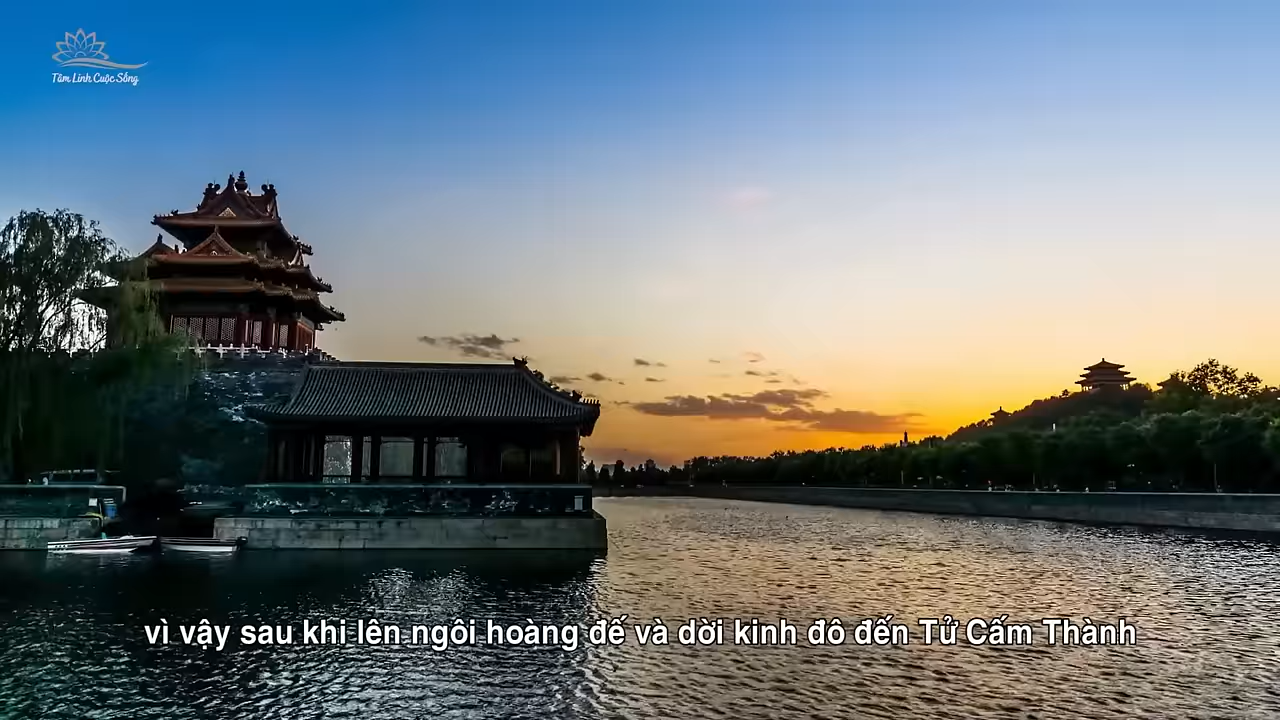 Tâm Linh Cuộc Sống
vì vậy sau khi lên ngôi hoàng đế và dời kinh đô đến Tử Cấm Thành